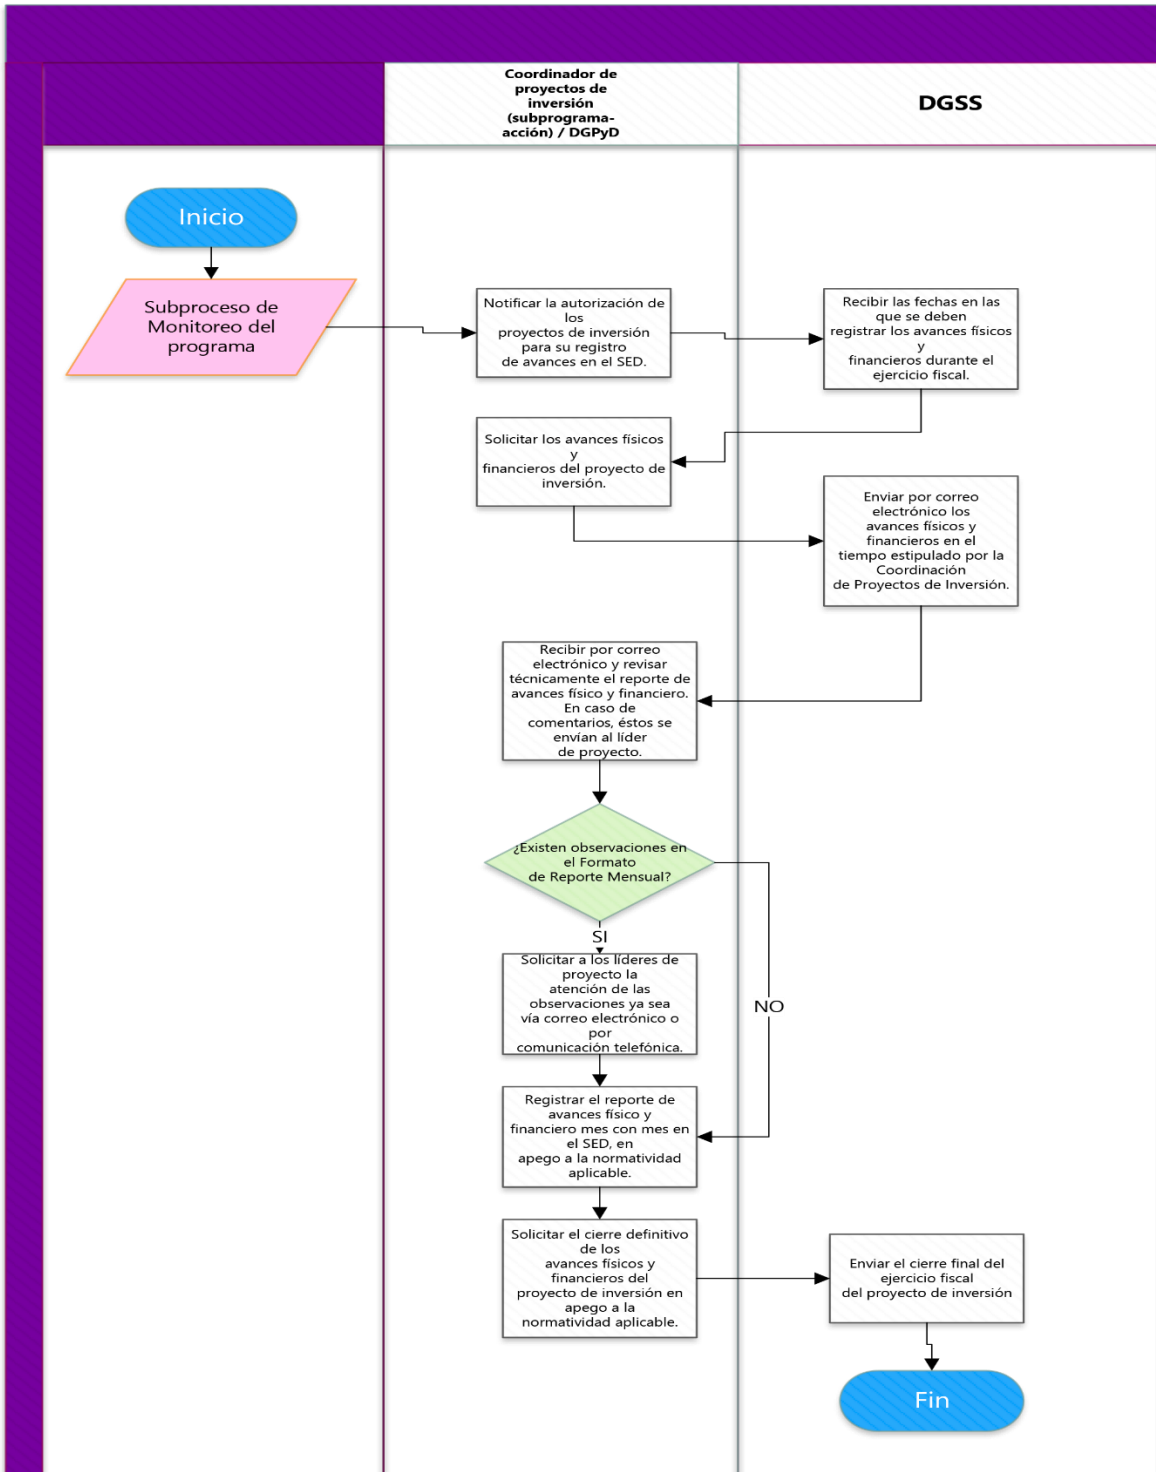 Coordinador de
proyectos de
inversión
(subprograma-
acción) / DGPyD
DGSS
Inicio
Subproceso de
Monitoreo del
programa
Notificar la autorización de
los
proyectos de inversión
para su registro
de avances en el SED.
Recibir las fechas en las
que se deben
registrar los avances físicos
y
financieros durante el
ejercicio fiscal.
Solicitar los avances físicos
y
financieros del proyecto de
inversión.
Enviar por correo
electrónico los
avances físicos y
financieros en el
tiempo estipulado por la
Coordinación
de Proyectos de Inversión.
Recibir por correo
electrónico y revisar
técnicamente el reporte de
avances físico y financiero.
En caso de
comentarios, éstos se
envían al líder
de proyecto.
¿Existen observaciones en
el Formato
de Reporte Mensual?
SI
NO
Solicitar a los líderes de
proyecto la
atención de las
observaciones ya sea
vía correo electrónico o
por
comunicación telefónica.
Registrar el reporte de
avances físico y
financiero mes con mes en
el SED, en
apego a la normatividad
aplicable.
Solicitar el cierre definitivo
de los
avances físicos y
financieros del
proyecto de inversión en
apego a la
normatividad aplicable.
Enviar el cierre final del
ejercicio fiscal
del proyecto de inversión
Fin